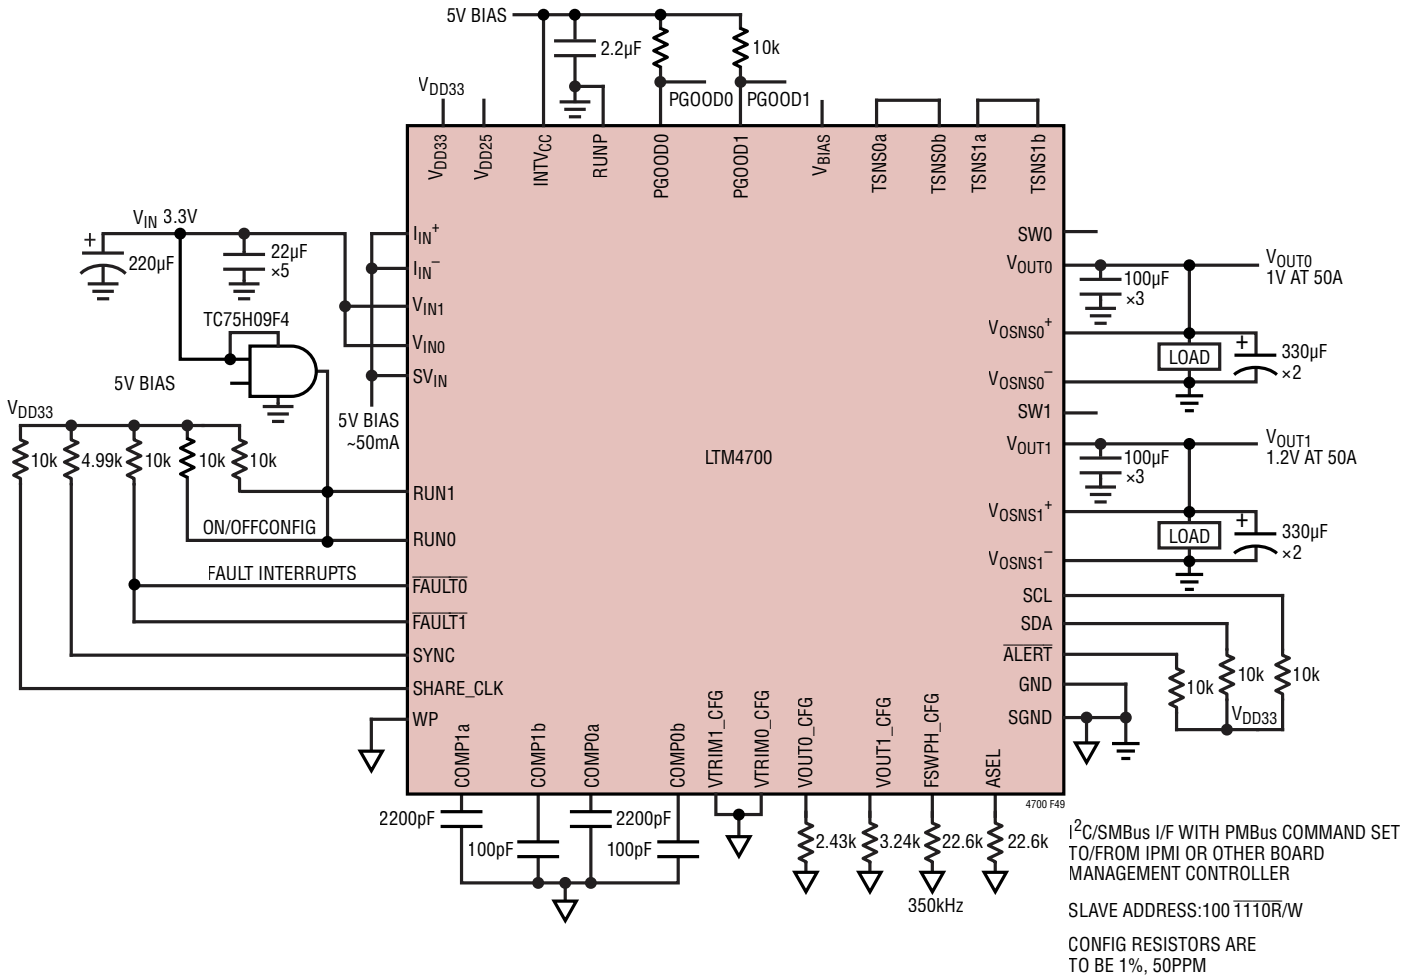 5V BIAS
2.2µF
10k
PGOOD0
PGOOD1
VDD33
VDD33
VDD25
INTVCC
RUNP
PGOOD0
PGOOD1
VBIAS
TSNS0a
TSNS0b
TSNS1a
TSNS1b
VIN 3.3V
+
220µF
22µF
×5
TC75H09F4
5V BIAS
5V BIAS
~50mA
VDD33
10k
4.99k
10k
10k
10k
ON/OFFCONFIG
FAULT INTERRUPTS
IIN+
IIN–
VIN1
VIN0
SVIN
RUN1
RUN0
FAULT0
FAULT1
SYNC
SHARE_CLK
WP
LTM4700
SW0
VOUT0
VOSNS0+
VOSNS0–
SW1
VOUT1
VOSNS1+
VOSNS1–
SCL
SDA
ALERT
GND
SGND
100µF
×3
VOUT0
1V AT 50A
LOAD
+
330µF
×2
100µF
×3
VOUT1
1.2V AT 50A
LOAD
+
330µF
×2
10k
10k
10k
VDD33
COMP1a
COMP1b
COMP0a
COMP0b
VTRIM1_CFG
VTRIM0_CFG
VOUT0_CFG
VOUT1_CFG
FSWPH_CFG
ASEL
4700 F49
2200pF
100pF
2200pF
100pF
2.43k
3.24k
22.6k
22.6k
350kHz
I2C/SMBus I/F WITH PMBus COMMAND SET
TO/FROM IPMI OR OTHER BOARD
MANAGEMENT CONTROLLER
SLAVE ADDRESS:100 1110R/W
CONFIG RESISTORS ARE
TO BE 1%, 50PPM